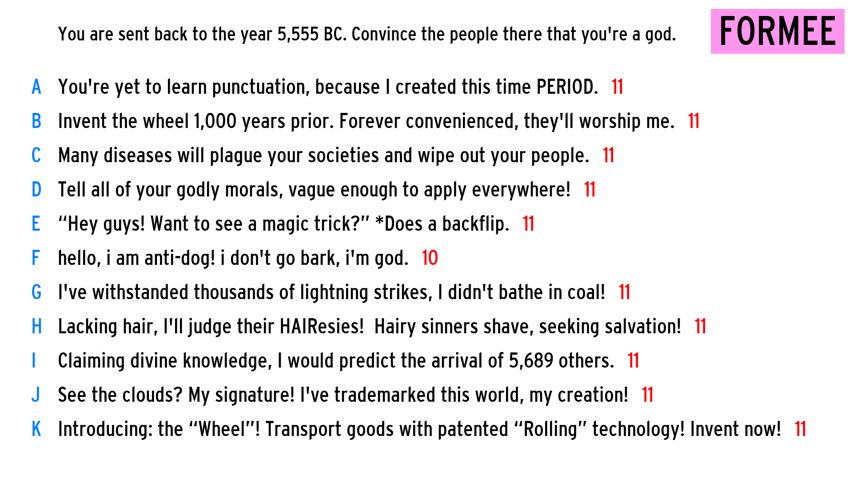 You are sent back to the year 5,555 BC. Convince the people there that you're a god.
FORMEE
A You're yet to learn punctuation, because I created this time PERIOD. 11
B Invent the wheel 1,000 years prior. Forever convenienced, they'll worship me. 11
C Many diseases will plague your societies and wipe out your people. 11
D Tell all of your godly morals, vague enough to apply everywhere! 11
E “Hey guys! Want to see a magic trick?” *Does a backflip. 11
F hello, i am anti-dog! i don't go bark, i'm god. 10
G I've withstanded thousands of lightning strikes, I didn't bathe in coal! 11
H Lacking hair, I'll judge their HAIResies! Hairy sinners shave, seeking salvation! 11
I Claiming divine knowledge, I would predict the arrival of 5,689 others. 11
J See the clouds? My signature! I've trademarked this world, my creation! 11
K Introducing: the “Wheel”! Transport goods with patented “Rolling” technology! Invent now! 11